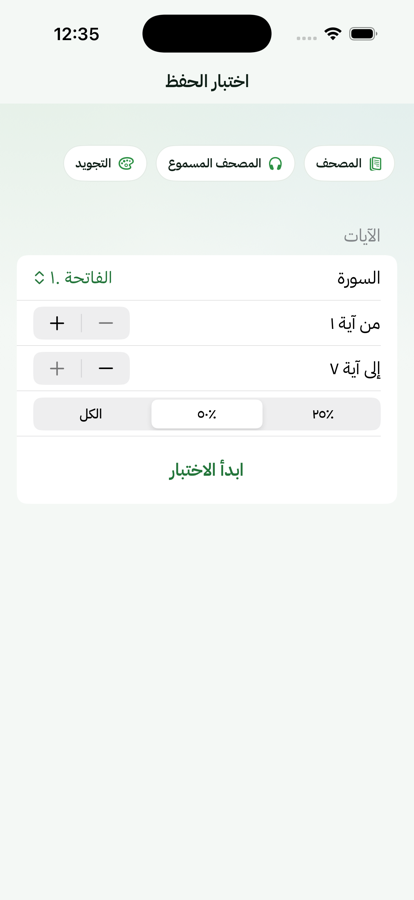 12:35
اختبار الحفظ
المصحف
المصحف المسموع
التجويد
الآيات
السورة
١. الفاتحة
من آية ١
إلى آية ٧
٢٥٪
٥٠٪
الكل
ابدأ الاختبار